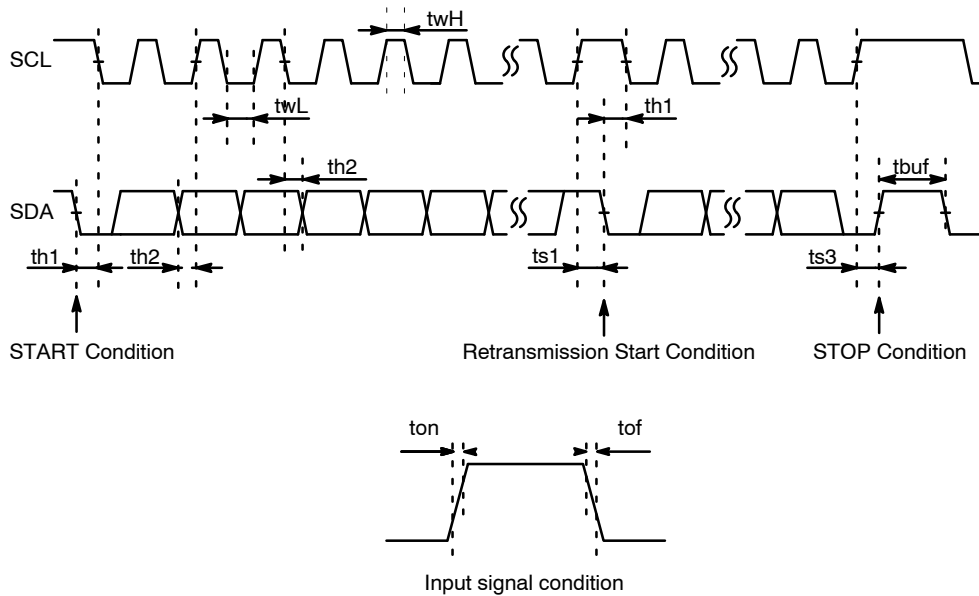 twH
SCL
twL
th1
th2
tbuf
SDA
th1
th2
ts1
ts3
START Condition
Retransmission Start Condition
STOP Condition
ton
tof
Input signal condition